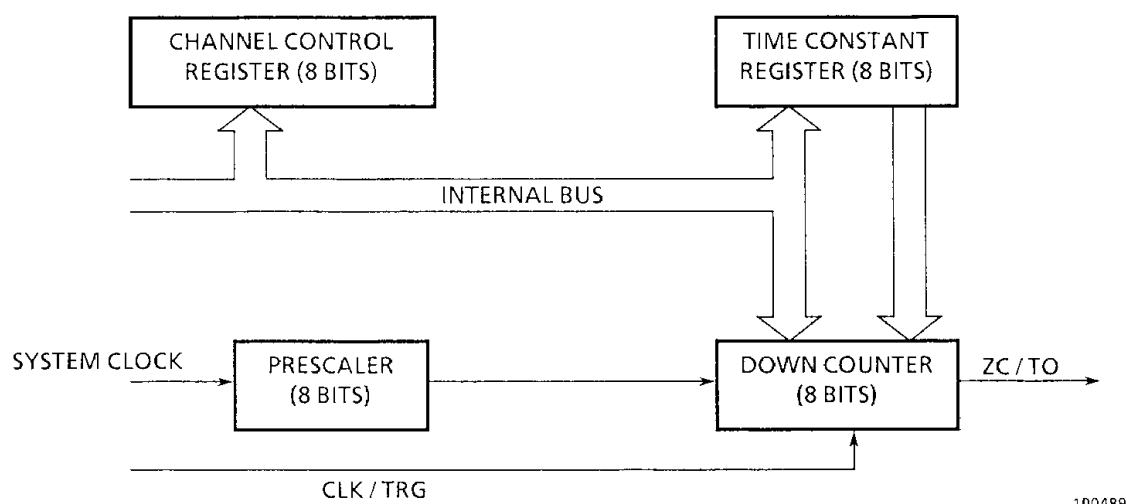 CHANNEL CONTROL
REGISTER (8 BITS)
TIME CONSTANT
REGISTER (8 BITS)
INTERNAL BUS
SYSTEM CLOCK
PRESCALER
(8 BITS)
DOWN COUNTER
(8 BITS)
ZC / TO
CLK / TRG
100489